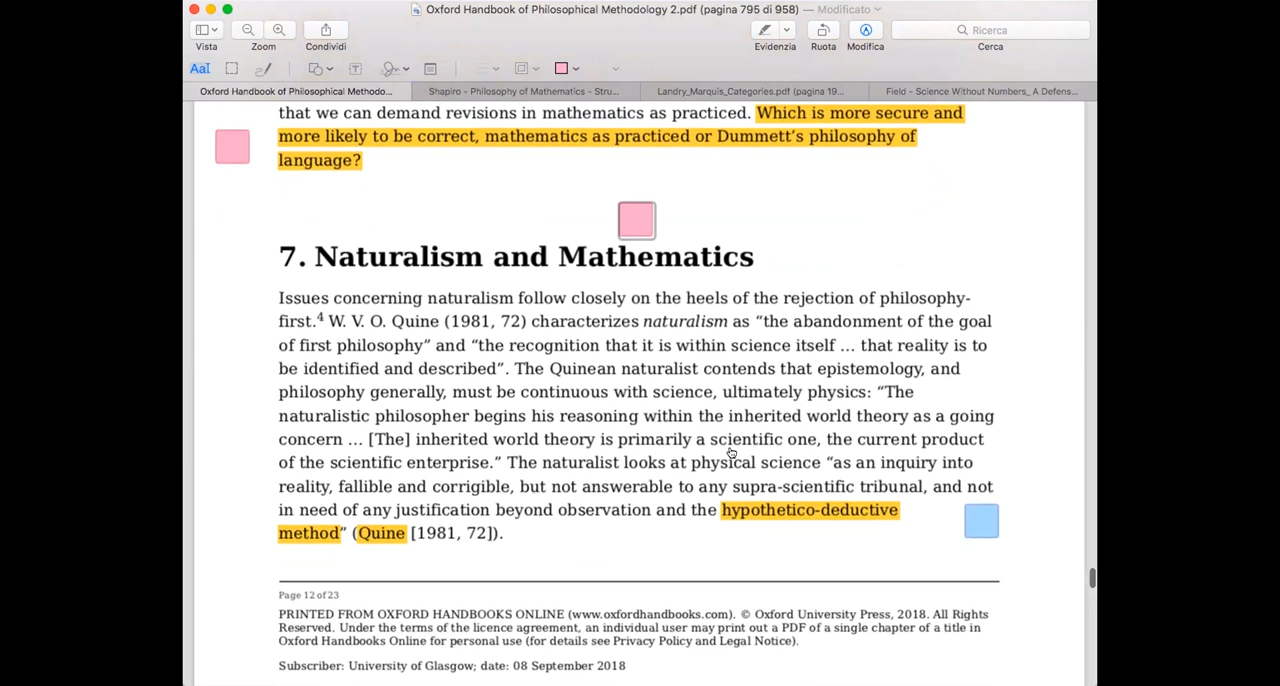 Oxford Handbook of Philosophical Methodology 2.pdf (pagina 795 di 958) — Modificato
Vista
Zoom
Condividi
Evidenzia
Ruota
Modifica
Ricerca
Cerca
AaI
Oxford Handbook of Philosophical Methodo...
Shapiro - Philosophy of Mathematics - Stru...
Landry_Marquis_Categories.pdf (pagina 19...
Field - Science Without Numbers_ A Defens...
that we can demand revisions in mathematics as practiced. Which is more secure and
more likely to be correct, mathematics as practiced or Dummett’s philosophy of
language?
7. Naturalism and Mathematics
Issues concerning naturalism follow closely on the heels of the rejection of philosophy-
first.4 W. V. O. Quine (1981, 72) characterizes naturalism as “the abandonment of the goal
of first philosophy” and “the recognition that it is within science itself … that reality is to
be identified and described”. The Quinean naturalist contends that epistemology, and
philosophy generally, must be continuous with science, ultimately physics: “The
naturalistic philosopher begins his reasoning within the inherited world theory as a going
concern … [The] inherited world theory is primarily a scientific one, the current product
of the scientific enterprise.” The naturalist looks at physical science “as an inquiry into
reality, fallible and corrigible, but not answerable to any supra-scientific tribunal, and not
in need of any justification beyond observation and the hypothetico-deductive
method” (Quine [1981, 72]).
Page 12 of 23
PRINTED FROM OXFORD HANDBOOKS ONLINE (www.oxfordhandbooks.com). © Oxford University Press, 2018. All Rights
Reserved. Under the terms of the licence agreement, an individual user may print out a PDF of a single chapter of a title in
Oxford Handbooks Online for personal use (for details see Privacy Policy and Legal Notice).
Subscriber: University of Glasgow; date: 08 September 2018